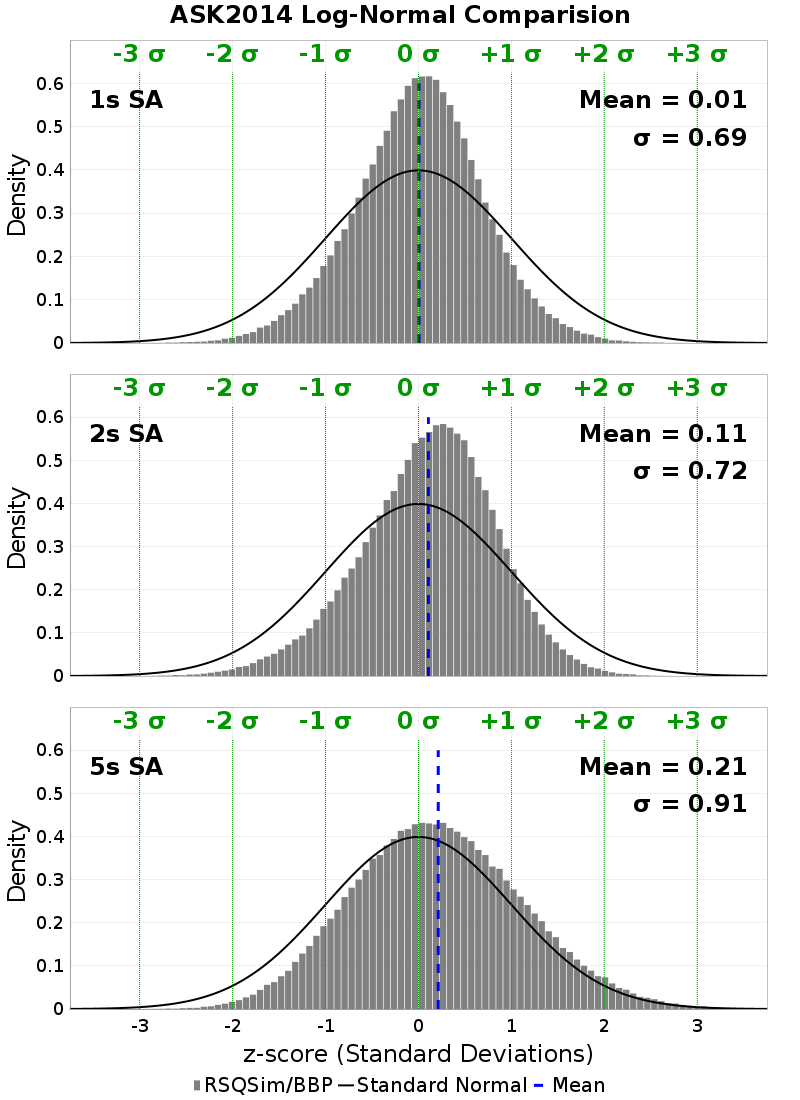 ASK2014 Log-Normal Comparision
-3 σ -2 σ -1 σ 0 σ +1 σ +2 σ +3 σ
1s SA
Mean = 0.01
σ = 0.69
Density
0.6
0.5
0.4
0.3
0.2
0.1
0
-3 σ -2 σ -1 σ 0 σ +1 σ +2 σ +3 σ
2s SA
Mean = 0.11
σ = 0.72
Density
0.6
0.5
0.4
0.3
0.2
0.1
0
-3 σ -2 σ -1 σ 0 σ +1 σ +2 σ +3 σ
5s SA
Mean = 0.21
σ = 0.91
Density
0.6
0.5
0.4
0.3
0.2
0.1
0
-3 -2 -1 0 1 2 3
z-score (Standard Deviations)
RSQSim/BBP Standard Normal Mean